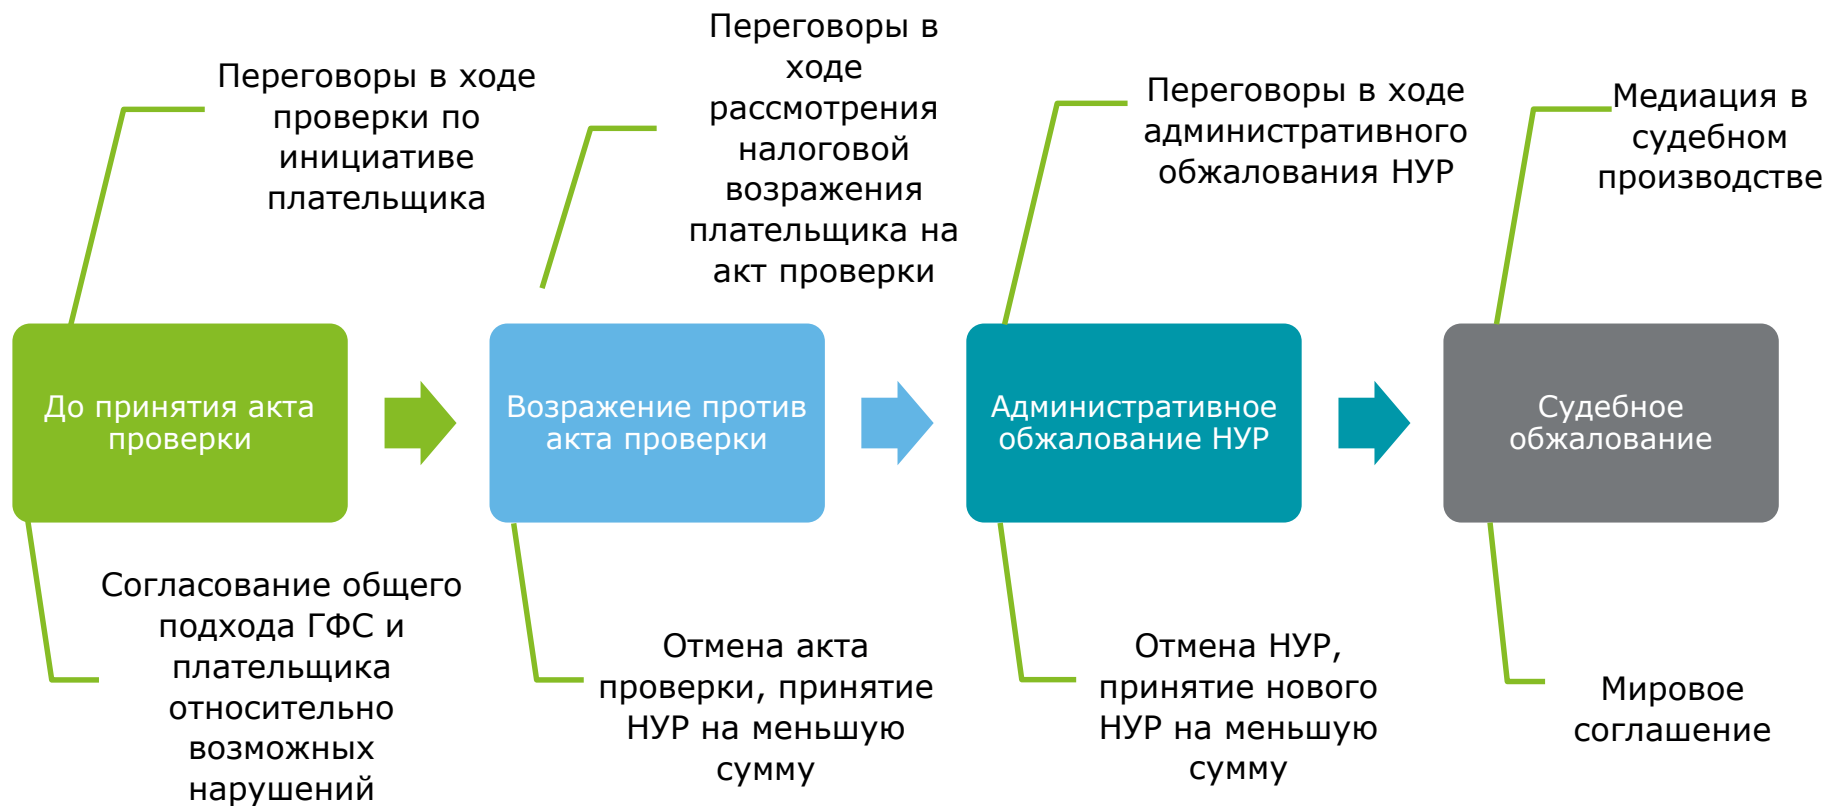 Переговоры в ходе
проверки по
инициативе
плательщика
Переговоры в
ходе
рассмотрения
налоговой
возражения
плательщика на
акт проверки
Переговоры в ходе
административного
обжалования НУР
Медиация в
судебном
производстве
До принятия акта
проверки
Возражение против
акта проверки
Административное
обжалование НУР
Судебное
обжалование
Согласование общего
подхода ГФС и
плательщика
относительно
возможных
нарушений
Отмена акта
проверки, принятие
НУР на меньшую
сумму
Отмена НУР,
принятие нового
НУР на меньшую
сумму
Мировое
соглашение